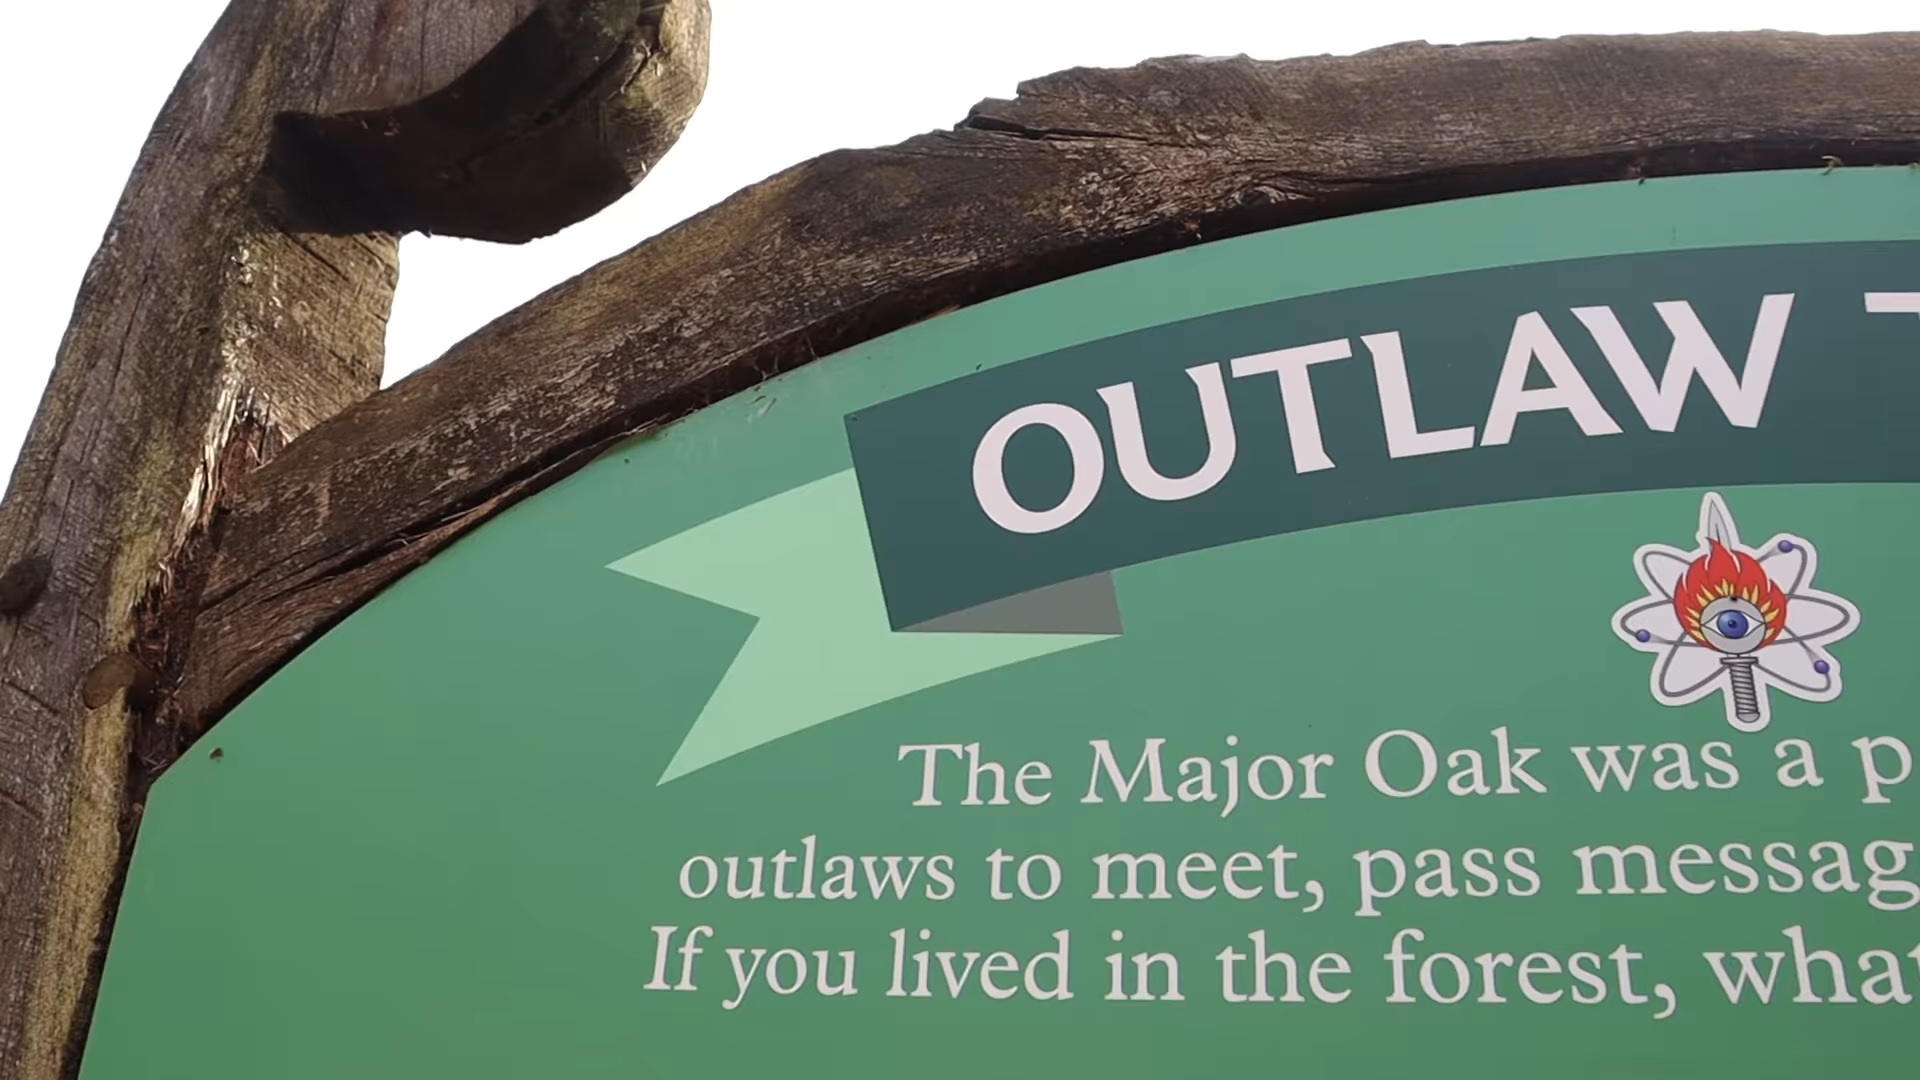 OUTLAW
The Major Oak was a
outlaws to meet, pass
If you lived in the forest,